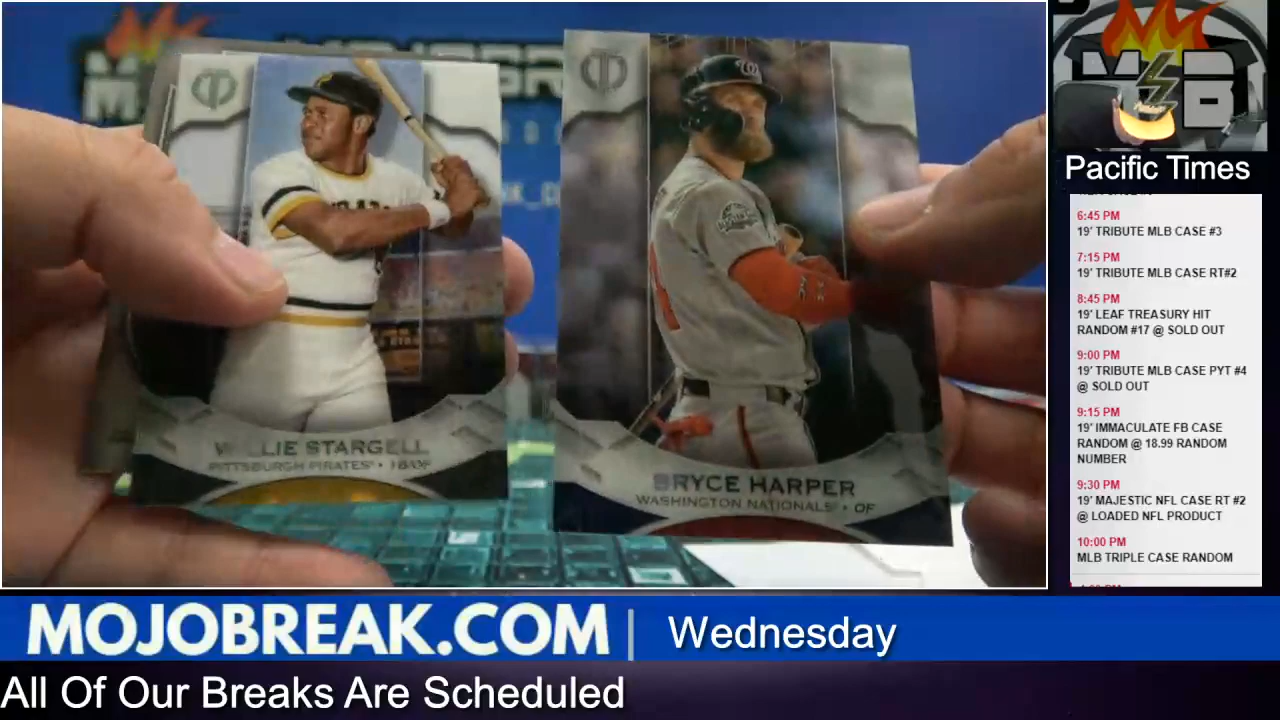 WILLIE STARGELL
PITTSBURGH PIRATES • 1B/OF
BRYCE HARPER
WASHINGTON NATIONALS • OF
Pacific Times
6:45 PM
19' TRIBUTE MLB CASE #3
7:15 PM
19' TRIBUTE MLB CASE RT#2
8:45 PM
19' LEAF TREASURY HIT
RANDOM #17 @ SOLD OUT
9:00 PM
19' TRIBUTE MLB CASE PYT #4
@ SOLD OUT
9:15 PM
19' IMMACULATE FB CASE
RANDOM @ 18.99 RANDOM
NUMBER
9:30 PM
19' MAJESTIC NFL CASE RT #2
@ LOADED NFL PRODUCT
10:00 PM
MLB TRIPLE CASE RANDOM
MOJOBREAK.COM
Wednesday
All Of Our Breaks Are Scheduled